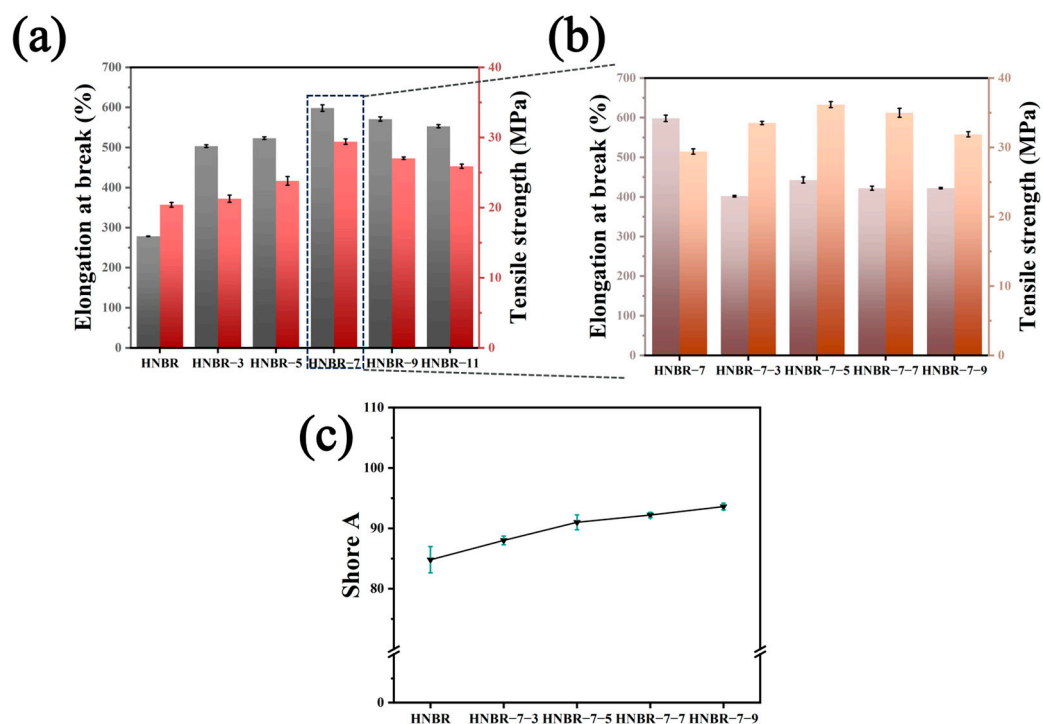 (a)
Elongation at break (%)
700
600
500
400
300
200
100
0
HNBR HNBR-3 HNBR-5 HNBR-7 HNBR-9 HNBR-11
40
30
20
10
0
Tensile strength (MPa)
(b)
Elongation at break (%)
700
600
500
400
300
200
100
0
HNBR-7 HNBR-7-3 HNBR-7-5 HNBR-7-7 HNBR-7-9
40
30
20
10
0
Tensile strength (MPa)
(c)
Shore A
110
100
90
80
0
HNBR HNBR-7-3 HNBR-7-5 HNBR-7-7 HNBR-7-9